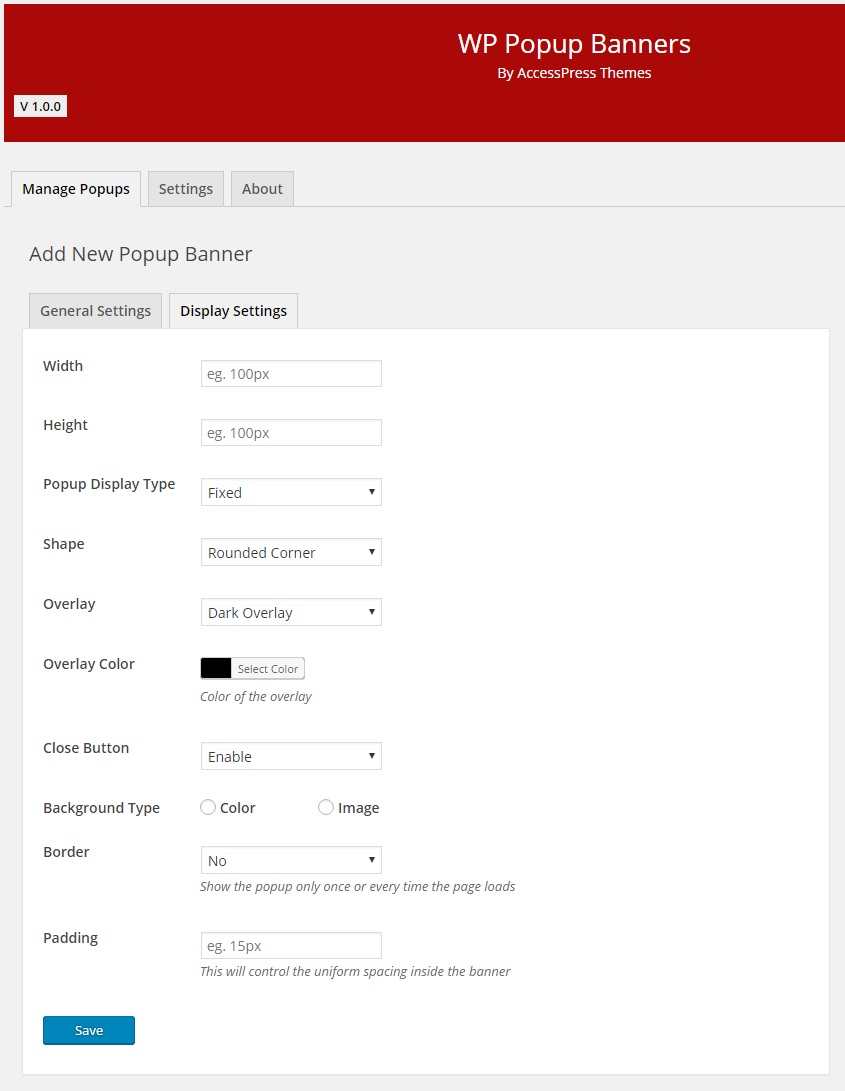 WP Popup Banners
By AccessPress Themes
V 1.0.0
Manage Popups Settings About
Add New Popup Banner
General Settings Display Settings
Width eg. 100px
Height eg. 100px
Popup Display Type Fixed
Shape Rounded Corner
Overlay Dark Overlay
Overlay Color Select Color
Color of the overlay
Close Button Enable
Background Type Color Image
Border No
Show the popup only once or every time the page loads
Padding eg. 15px
This will control the uniform spacing inside the banner
Save